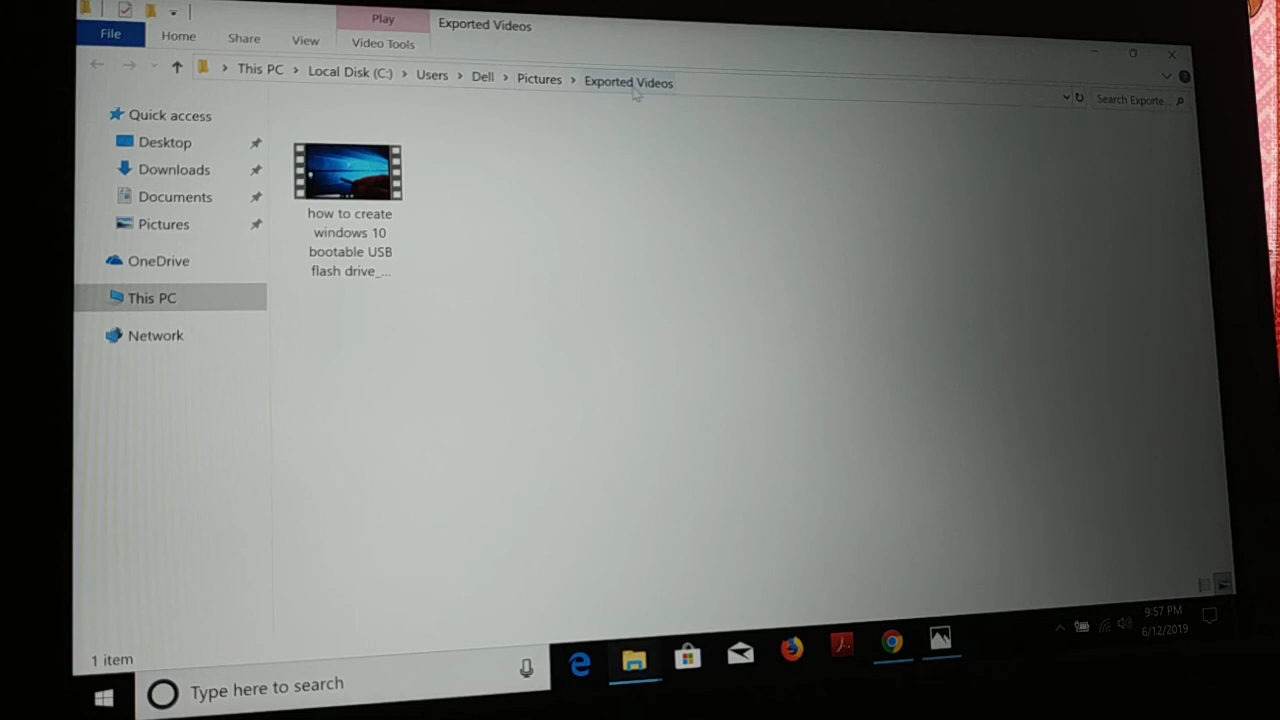 Play
Exported Videos
File
Home
Share
View
Video Tools
This PC > Local Disk (C:) > Users > Dell > Pictures > Exported Videos
Search Exporte...
Quick access
Desktop
Downloads
Documents
Pictures
OneDrive
This PC
Network
how to create
windows 10
bootable USB
flash drive_...
1 item
Type here to search
9:57 PM
6/12/2019